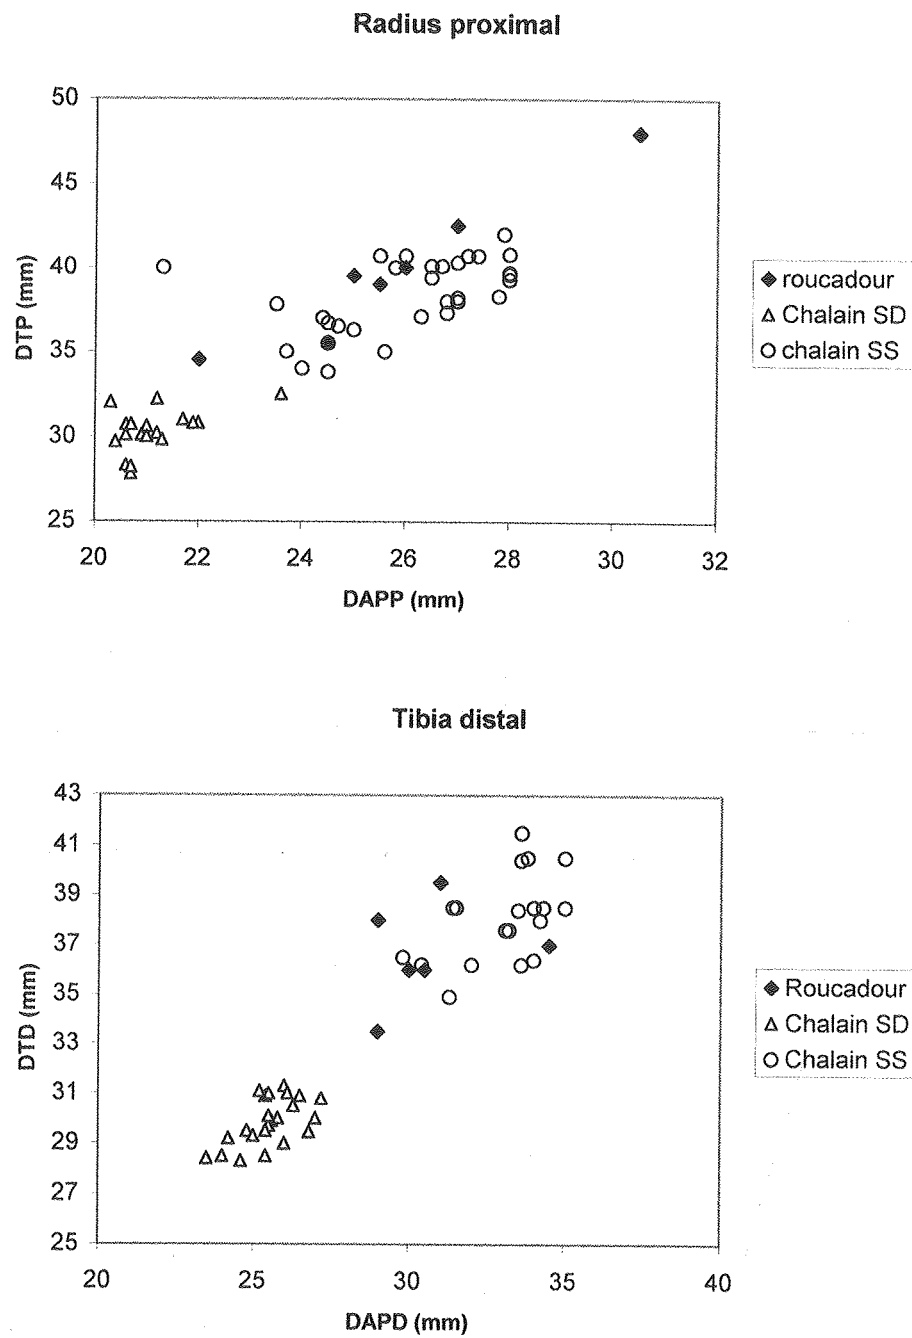 Radius proximal
50
45
40
35
30
25
DTP (mm)
20 22 24 26 28 30 32
DAPP (mm)
roucadour
Chalain SD
chalain SS
Tibia distal
43
41
39
37
35
33
31
29
27
25
DTD (mm)
20 25 30 35 40
DAPD (mm)
Roucadour
Chalain SD
Chalain SS